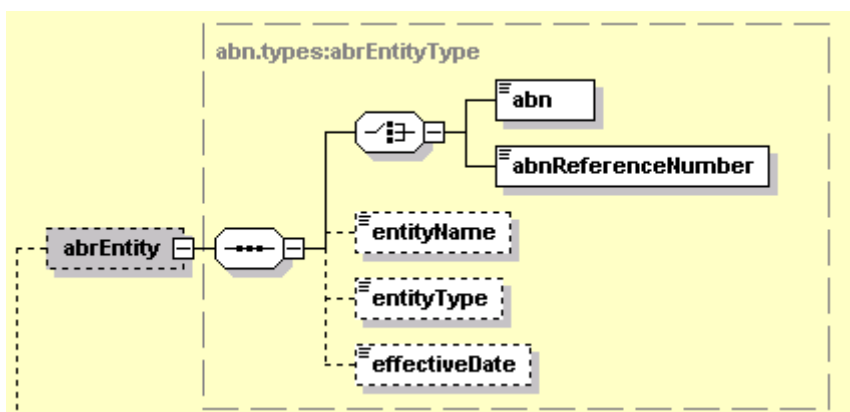 abn.types:abrEntityType
abn
abnReferenceNumber
abrEntity
entityName
entityType
effectiveDate